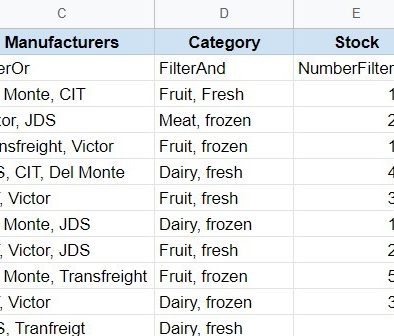 C D E
Manufacturers Category Stock
erOr FilterAnd NumberFilter
Monte, CIT Fruit, Fresh 1
or, JDS Meat, frozen 2
nsfreight, Victor Fruit, frozen 1
S, CIT, Del Monte Dairy, fresh 4
, Victor Fruit, fresh 3
Monte, JDS Dairy, frozen 1
, Victor, JDS Fruit, fresh 2
Monte, Transfreight Fruit, frozen 5
, Victor Dairy, frozen 3
S, Tranfreigt Dairy, fresh